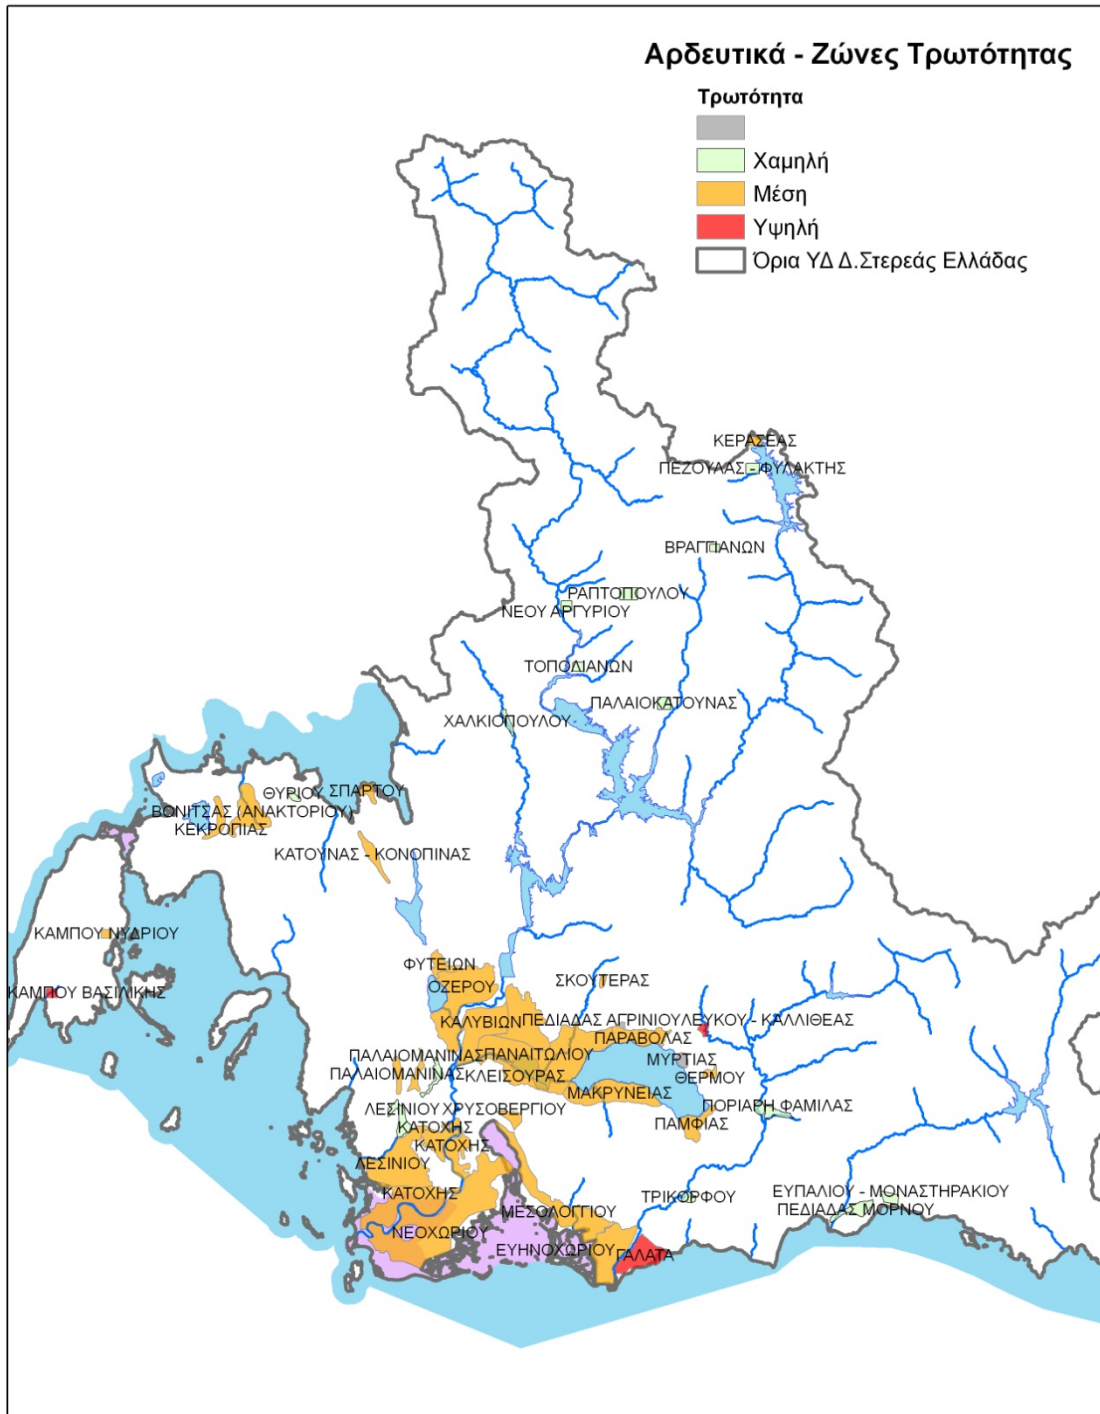 Αρδευτικά - Ζώνες Τρωτότητας
Τρωτότητα
Χαμηλή
Μέση
Υψηλή
Όρια ΥΔ Δ.Στερεάς Ελλάδας
ΚΕΡΑΣΕΑΣ
ΠΕΖΟΥΛΑΣ - ΦΥΛΑΚΤΗΣ
ΒΡΑΓΓΙΑΝΩΝ
ΡΑΠΤΟΠΟΥΛΟΥ
ΝΕΟΥ ΑΡΓΥΡΙΟΥ
ΤΟΠΟΛΙΑΝΩΝ
ΠΑΛΑΙΟΚΑΤΟΥΝΑΣ
ΧΑΛΚΙΟΠΟΥΛΟΥ
ΘΥΡΙΟΥ
ΣΠΑΡΤΟΥ
ΒΟΝΙΤΣΑΣ (ΑΝΑΚΤΟΡΙΟΥ)
ΚΕΚΡΟΠΙΑΣ
ΚΑΤΟΥΝΑΣ - ΚΟΝΟΠΙΝΑΣ
ΚΑΜΠΟΥ ΝΥΔΡΙΟΥ
ΚΑΜΠΟΥ ΒΑΣΙΛΙΚΗΣ
ΦΥΤΕΙΩΝ
ΟΖΕΡΟΥ
ΣΚΟΥΤΕΡΑΣ
ΚΑΛΥΒΙΩΝ
ΠΕΔΙΑΔΑΣ ΑΓΡΙΝΙΟΥ
ΛΕΥΚΟΥ - ΚΑΛΛΙΘΕΑΣ
ΠΑΡΑΒΟΛΑΣ
ΠΑΛΑΙΟΜΑΝΙΝΑΣ
ΠΑΝΑΙΤΩΛΙΟΥ
ΜΥΡΤΙΑΣ
ΠΑΛΑΙΟΜΑΝΙΝΑΣ
ΚΛΕΙΣΟΥΡΑΣ
ΘΕΡΜΟΥ
ΜΑΚΡΥΝΕΙΑΣ
ΛΕΣΙΝΙΟΥ
ΧΡΥΣΟΒΕΡΓΙΟΥ
ΠΟΡΙΑΡΗ ΦΑΜΙΛΑΣ
ΚΑΤΟΧΗΣ
ΠΑΜΦΙΑΣ
ΚΑΤΟΧΗΣ
ΛΕΣΙΝΙΟΥ
ΚΑΤΟΧΗΣ
ΤΡΙΚΟΡΦΟΥ
ΕΥΠΑΛΙΟΥ - ΜΟΝΑΣΤΗΡΑΚΙΟΥ
ΜΕΣΟΛΟΓΓΙΟΥ
ΠΕΔΙΑΔΑΣ ΜΟΡΝΟΥ
ΝΕΟΧΩΡΙΟΥ
ΕΥΗΝΟΧΩΡΙΟΥ
ΓΑΛΑΤΑ